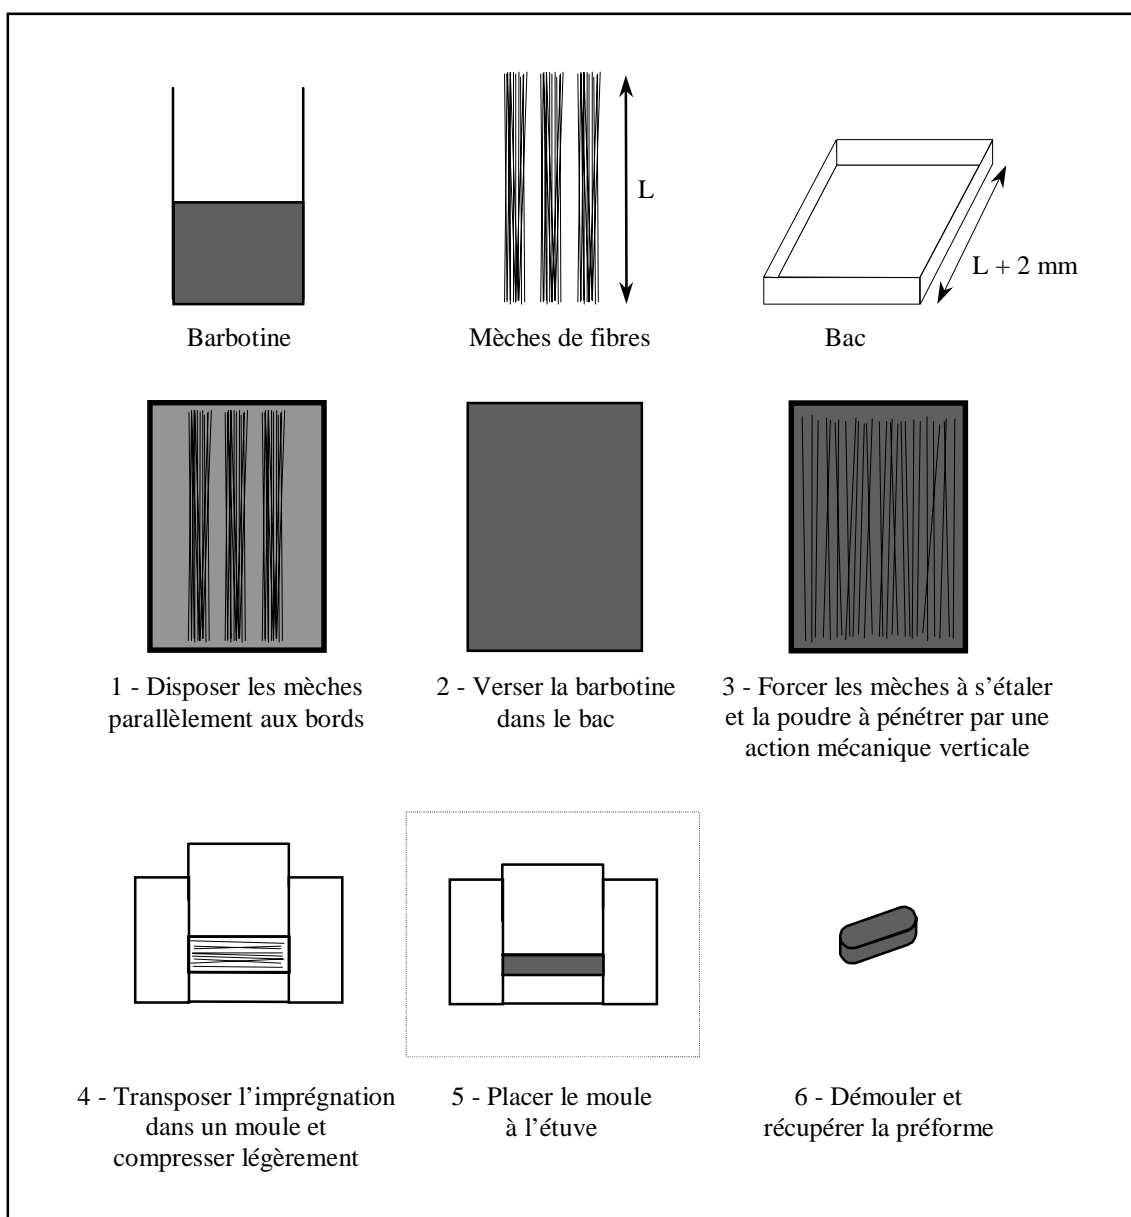 L
L + 2 mm
Barbotine
Mèches de fibres
Bac
1 - Disposer les mèches
parallèlement aux bords
2 - Verser la barbotine
dans le bac
3 - Forcer les mèches à s’étaler
et la poudre à pénétrer par une
action mécanique verticale
4 - Transposer l’imprégnation
dans un moule et
compresser légèrement
5 - Placer le moule
à l’étuve
6 - Démouler et
récupérer la préforme